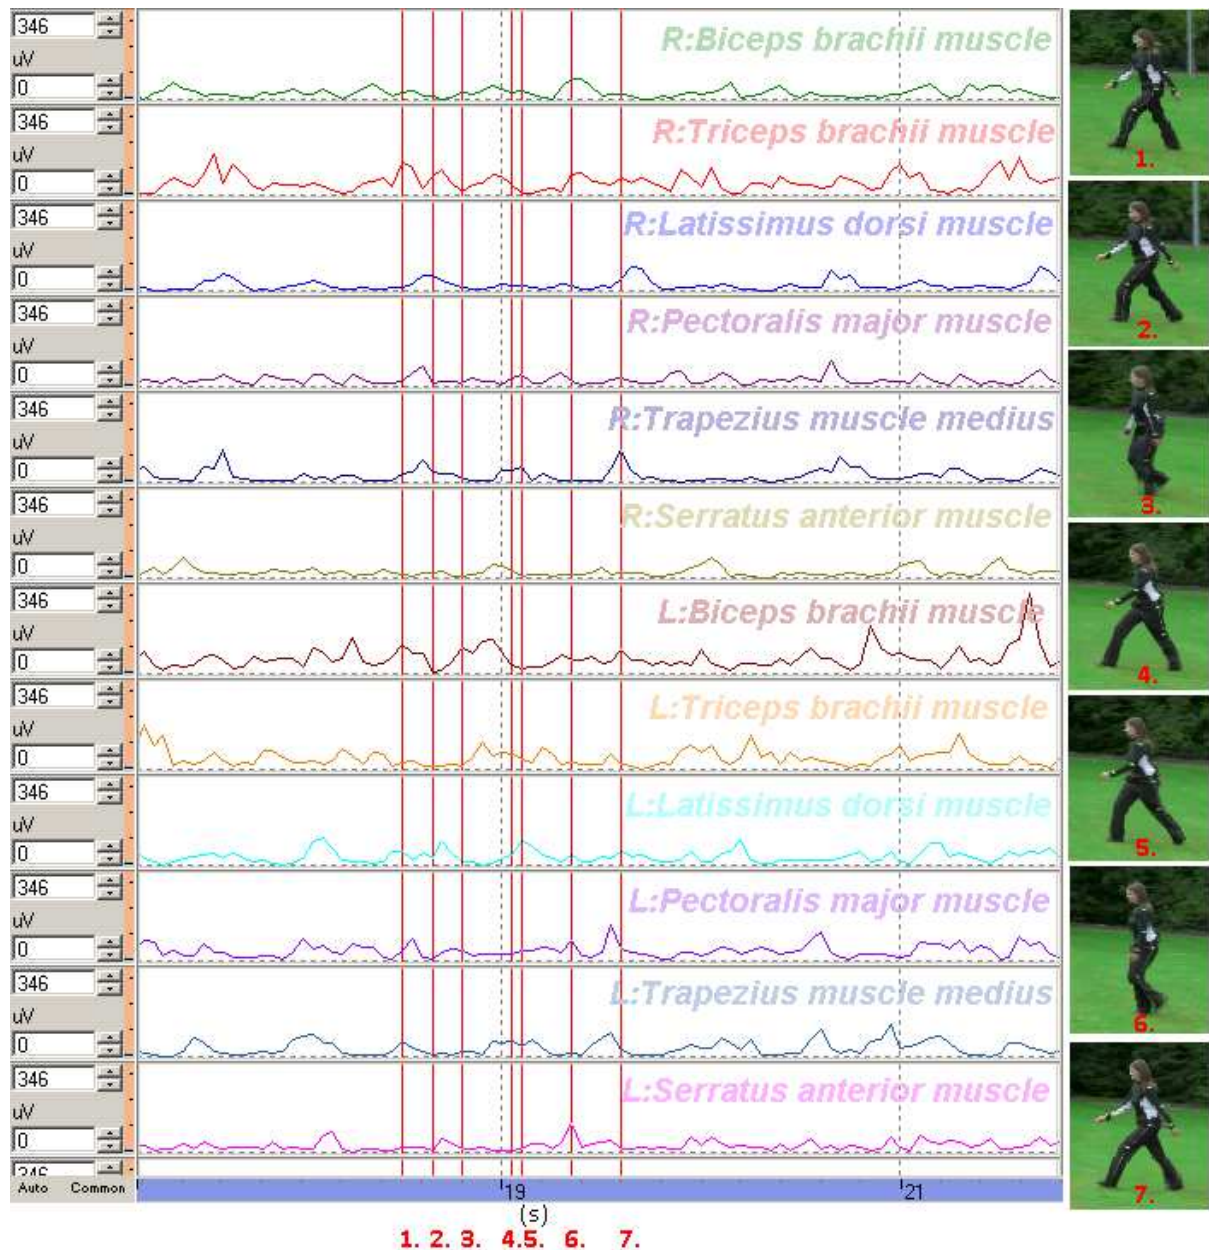 346
uV
0
R:Biceps brachii muscle
346
uV
0
R:Triceps brachii muscle
346
uV
0
R:Latissimus dorsi muscle
346
uV
0
R:Pectoralis major muscle
346
uV
0
R:Trapezius muscle medius
346
uV
0
R:Serratus anterior muscle
346
uV
0
L:Biceps brachii muscle
346
uV
0
L:Triceps brachii muscle
346
uV
0
L:Latissimus dorsi muscle
346
uV
0
L:Pectoralis major muscle
346
uV
0
L:Trapezius muscle medius
346
uV
0
L:Serratus anterior muscle
Auto Common
19 21
(s)
1. 2. 3. 4.5. 6. 7.
1.
2.
3.
4.
5.
6.
7.